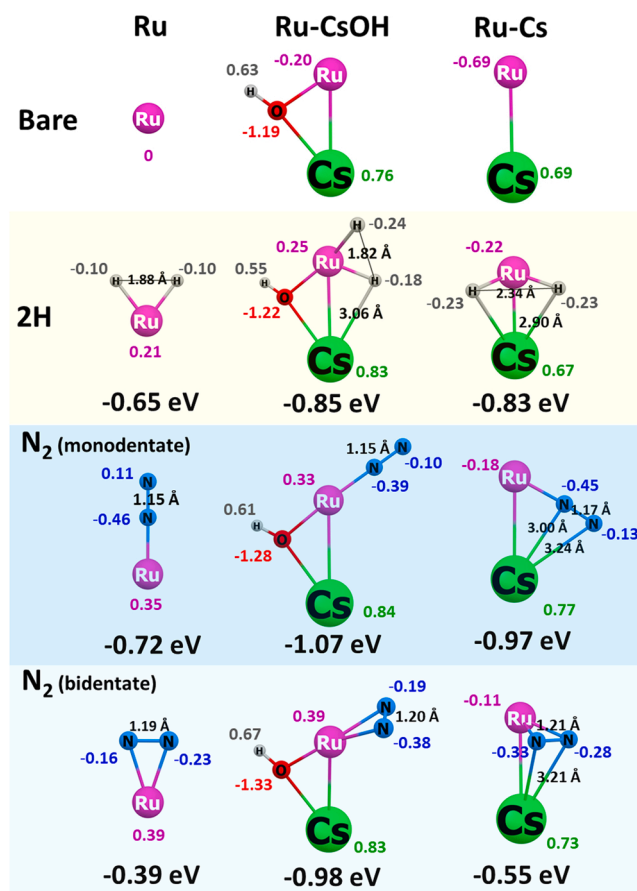 Ru Ru-CsOH Ru-Cs
Bare
Ru
0
0.63
H
O
-1.19
-0.20
Ru
Cs
0.76
-0.69
Ru
Cs
0.69
2H
-0.10
H
1.88 Å
H
-0.10
Ru
0.21
-0.65 eV
0.25
H
-0.24
Ru
1.82 Å
0.55
H
H
-0.18
O
-1.22
3.06 Å
Cs
0.83
-0.85 eV
-0.22
Ru
H
2.34 Å
H
-0.23
-0.23
2.90 Å
Cs
0.67
-0.83 eV
N2 (monodentate)
0.11
N
1.15 Å
-0.46
N
Ru
0.35
-0.72 eV
1.15 Å
N
-0.10
N
-0.39
0.33
Ru
0.61
H
O
-1.28
Cs
0.84
-1.07 eV
-0.18
Ru
-0.45
N
1.17 Å
N
-0.13
3.00 Å
3.24 Å
Cs
0.77
-0.97 eV
N2 (bidentate)
1.19 Å
N
N
-0.16
-0.23
Ru
0.39
-0.39 eV
-0.19
N
1.20 Å
N
-0.38
0.39
Ru
0.67
H
O
-1.33
Cs
0.83
-0.98 eV
-0.11
Ru
1.21 Å
-0.33
N
N
-0.28
3.21 Å
Cs
0.73
-0.55 eV